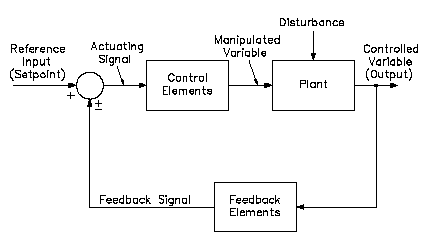 Disturbance
Reference
Input
(Setpoint)
Actuating
Signal
Manipulated
Variable
Controlled
Variable
(Output)
Control
Elements
Plant
+
±
Feedback Signal
Feedback
Elements